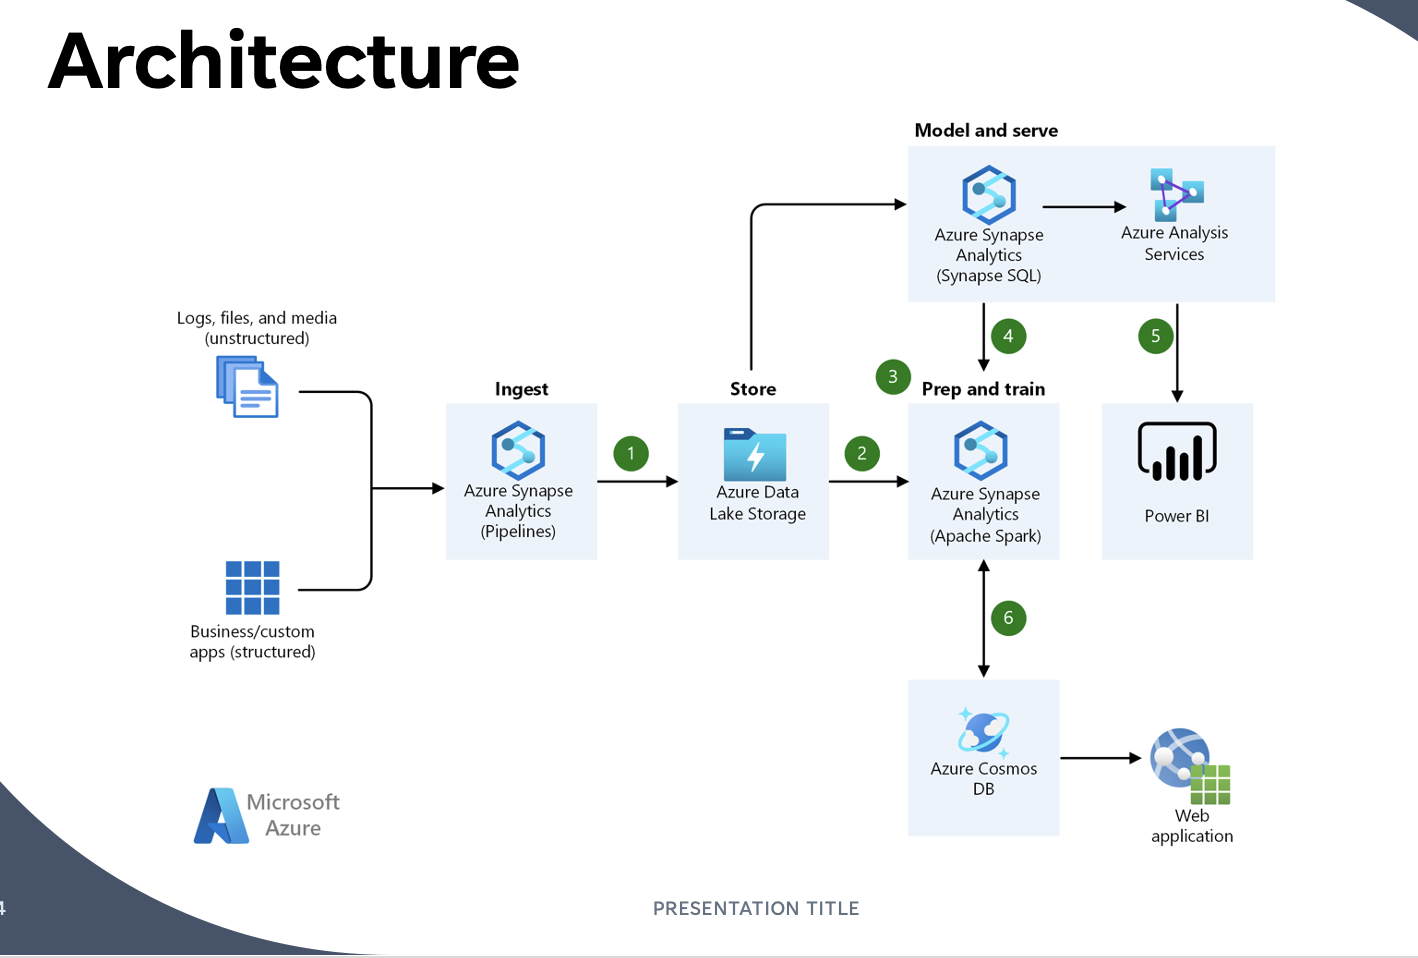 Architecture
Model and serve
Azure Synapse
Analytics
(Synapse SQL)
Azure Analysis
Services
Logs, files, and media
(unstructured)
4
5
3
Ingest
Store
Prep and train
Azure Synapse
Analytics
(Pipelines)
1
Azure Data
Lake Storage
2
Azure Synapse
Analytics
(Apache Spark)
Power BI
Business/custom
apps (structured)
6
Azure Cosmos
DB
Web
application
Microsoft
Azure
4
PRESENTATION TITLE